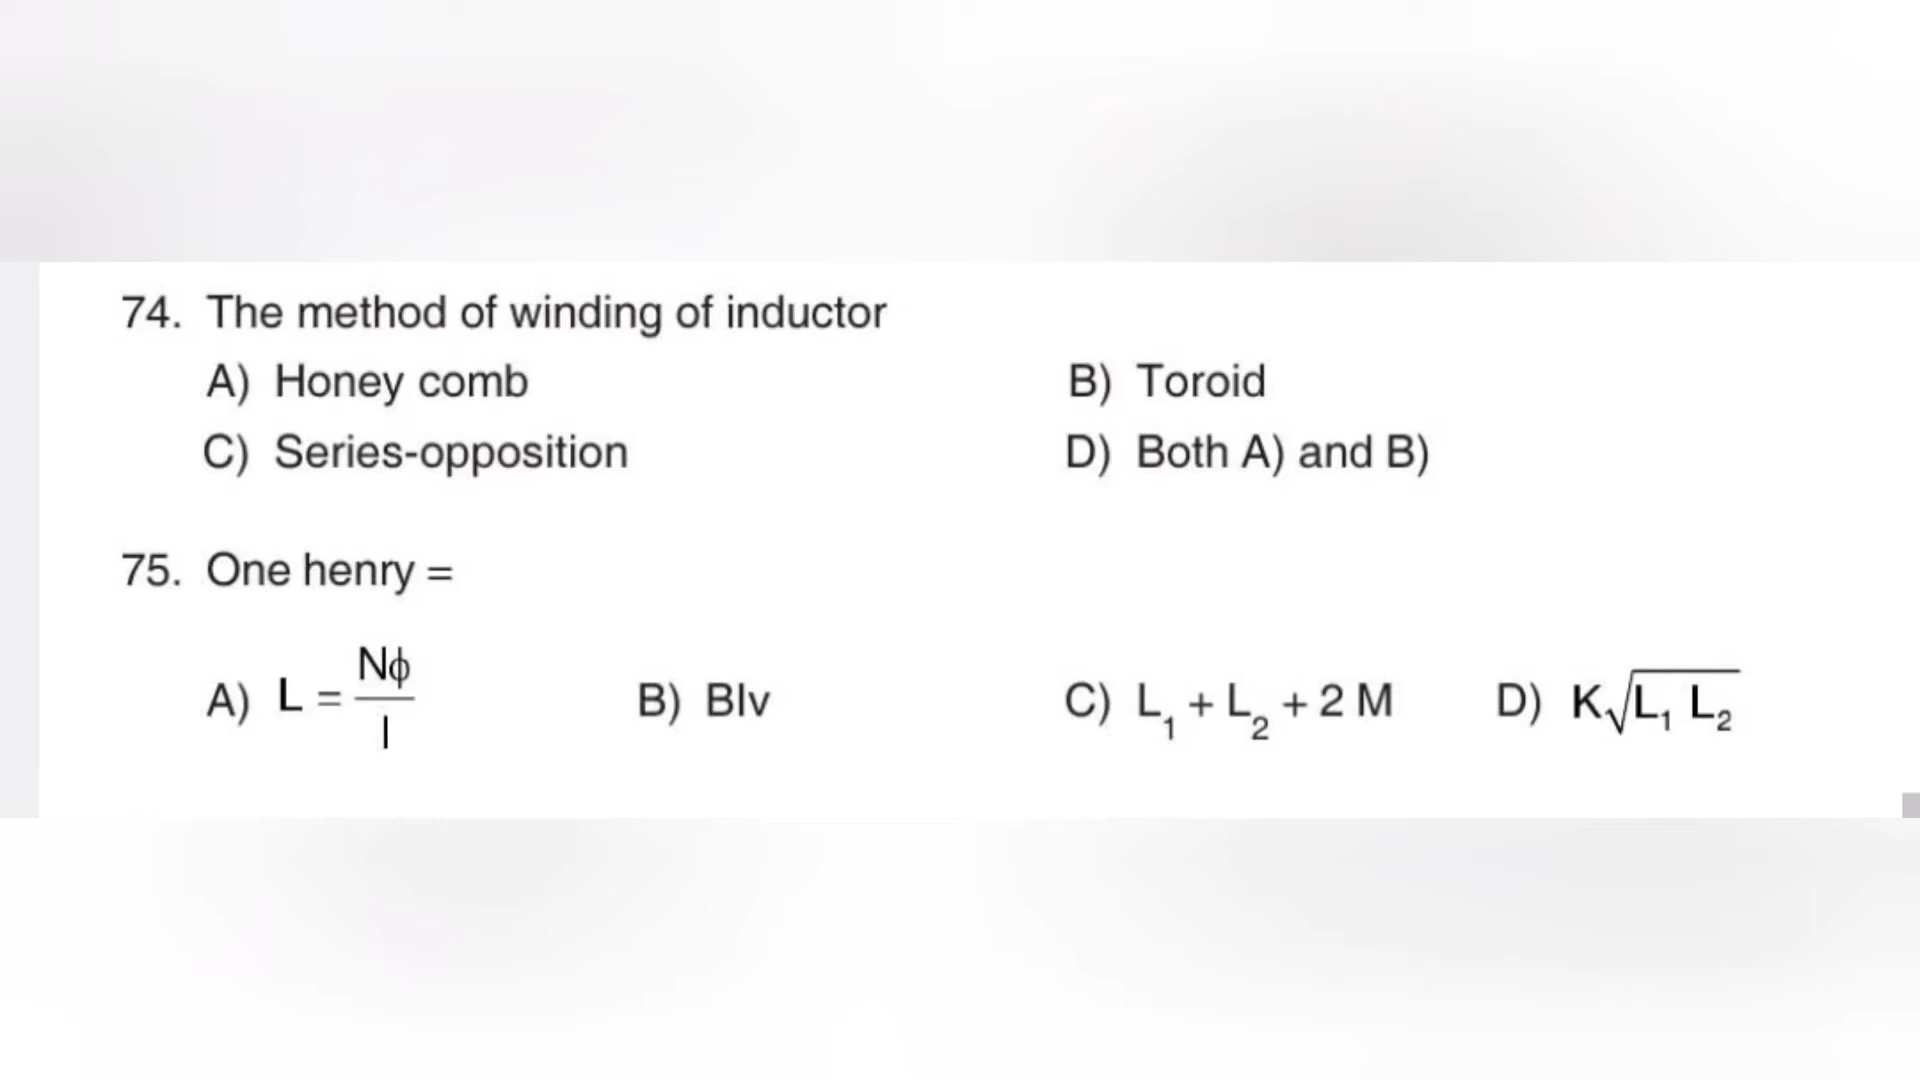 74. The method of winding of inductor
A) Honey comb B) Toroid
C) Series-opposition D) Both A) and B)
75. One henry =
A) L = Nφ / I B) Blv C) L₁ + L₂ + 2 M D) K√L₁ L₂